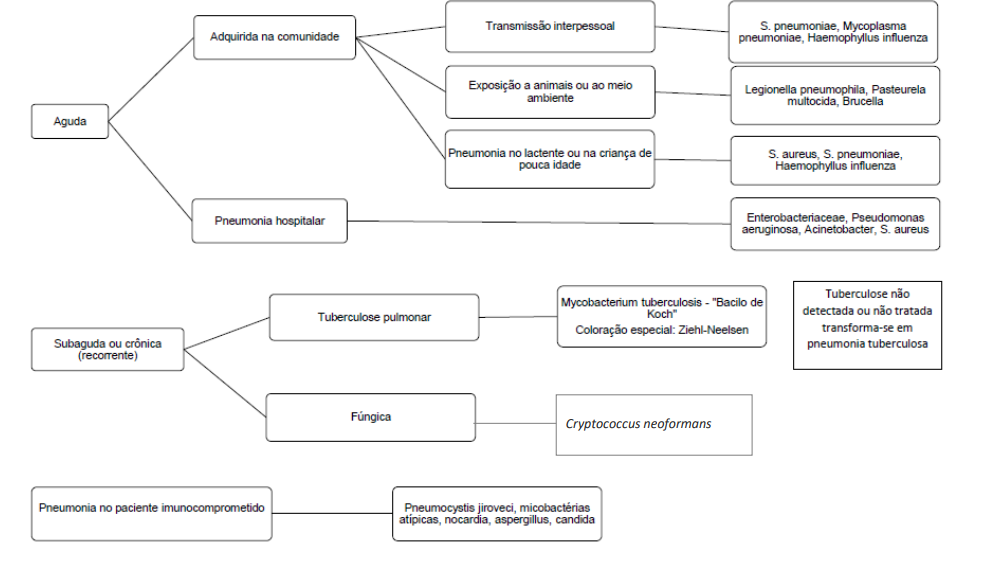 Aguda
Adquirida na comunidade
Transmissão interpessoal
S. pneumoniae, Mycoplasma
pneumoniae, Haemophyllus influenza
Exposição a animais ou ao meio
ambiente
Legionella pneumophila, Pasteurela
multocida, Brucella
Pneumonia no lactente ou na criança de
pouca idade
S. aureus, S. pneumoniae,
Haemophyllus influenza
Pneumonia hospitalar
Enterobacteriaceae, Pseudomonas
aeruginosa, Acinetobacter, S. aureus
Subaguda ou crônica
(recorrente)
Tuberculose pulmonar
Mycobacterium tuberculosis - "Bacilo de
Koch"
Coloração especial: Ziehl-Neelsen
Tuberculose não
detectada ou não tratada
transforma-se em
pneumonia tuberculosa
Fúngica
Cryptococcus neoformans
Pneumonia no paciente imunocomprometido
Pneumocystis jiroveci, micobactérias
atípicas, nocardia, aspergillus, candida